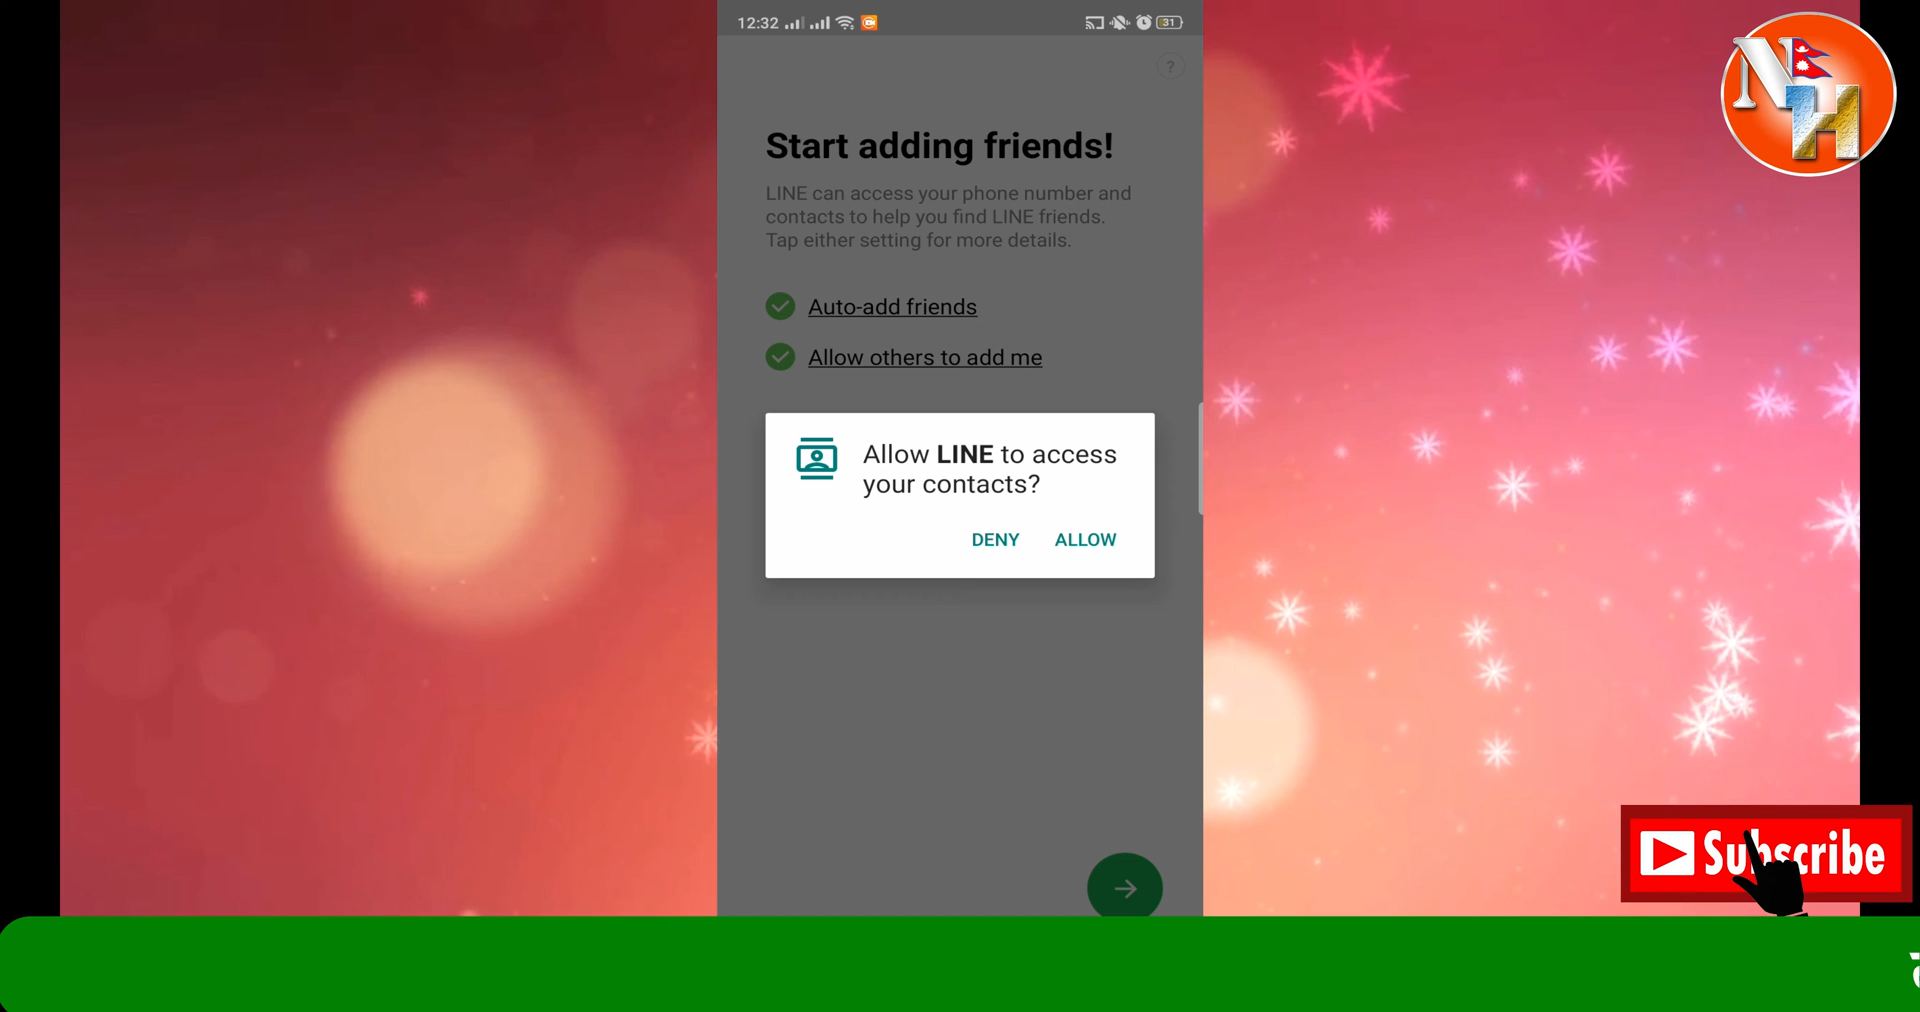 12:32
31
?
NH
Start adding friends!
LINE can access your phone number and
contacts to help you find LINE friends.
Tap either setting for more details.
Auto-add friends
Allow others to add me
Allow LINE to access
your contacts?
DENY ALLOW
Subscribe